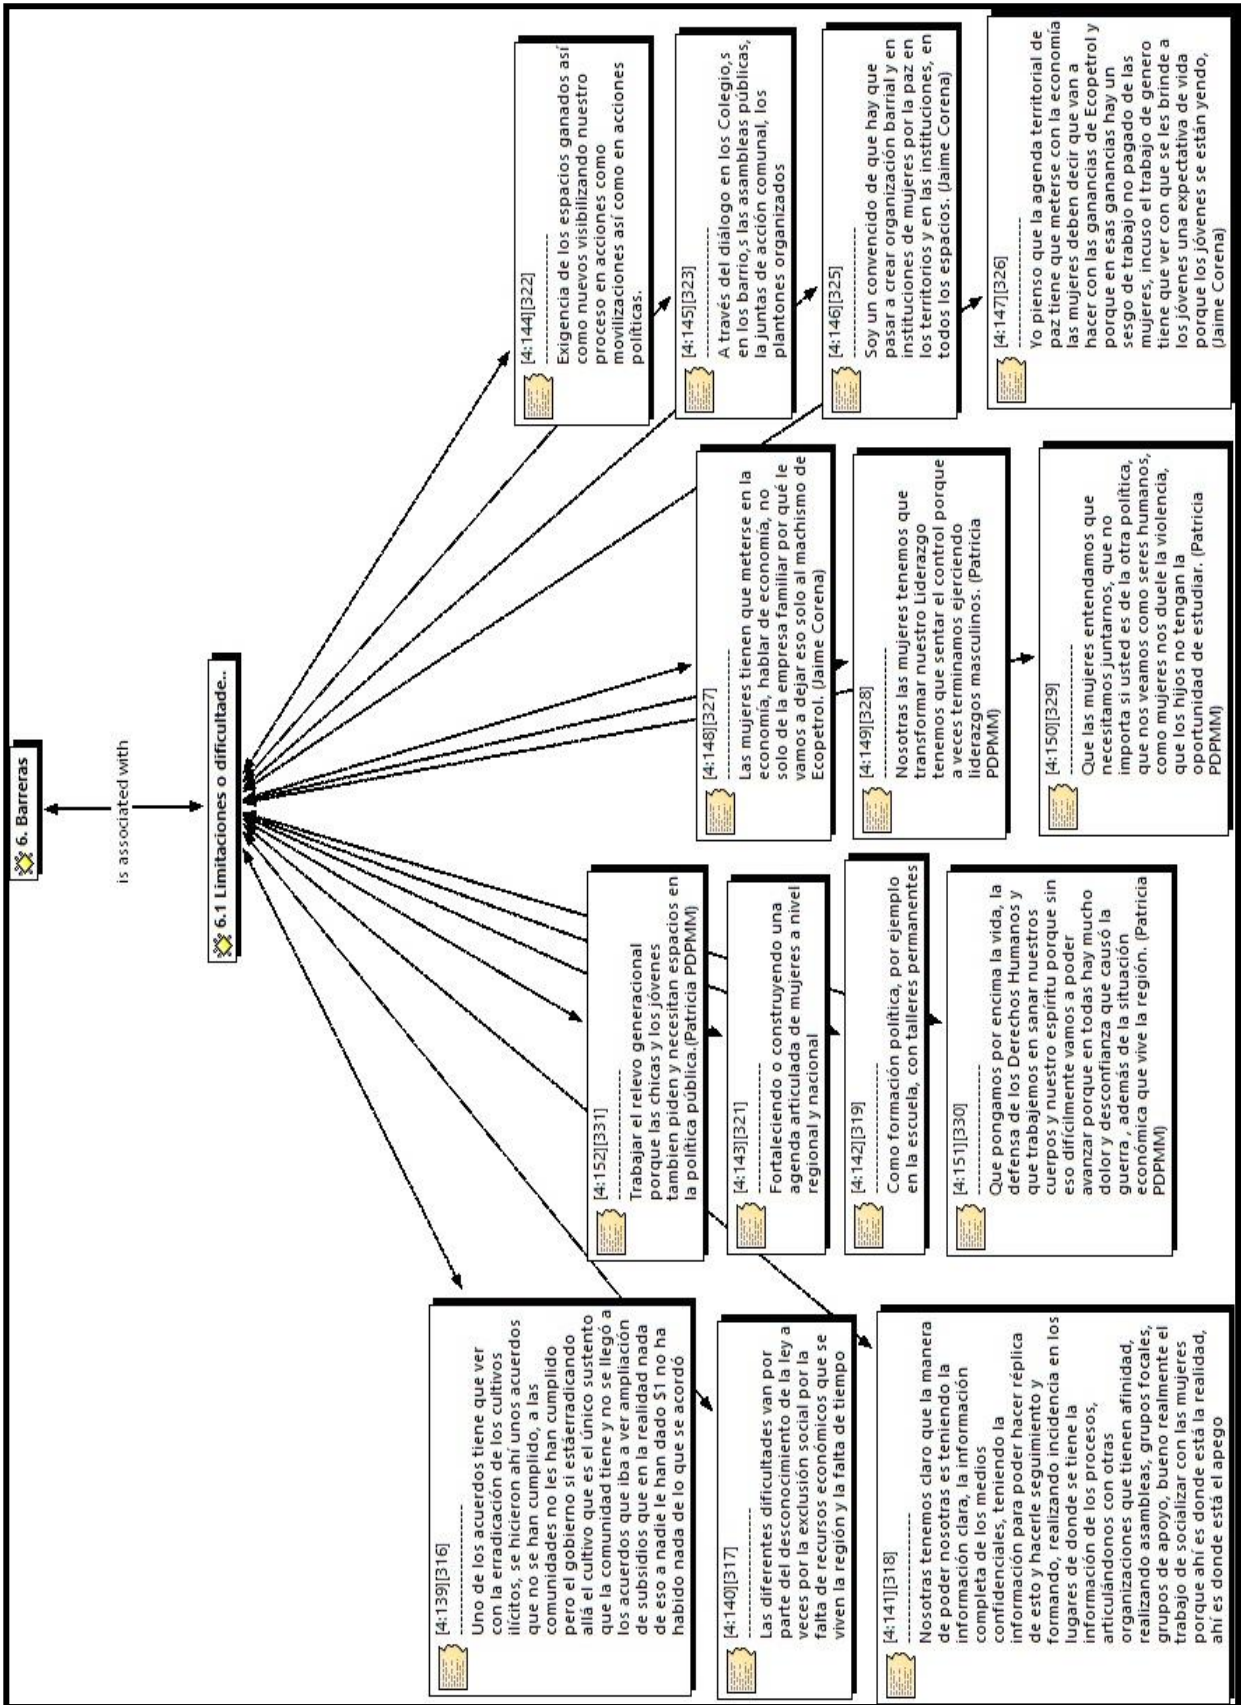 6. Barreras
is associated with
6.1 Limitaciones o dificultade..
[4:139][316]
--------------------
Uno de los acuerdos tiene que ver
con la erradicación de los cultivos
ilícitos, se hicieron ahí unos acuerdos
que no se han cumplido, a las
comunidades no les han cumplido
pero el gobierno si estáerradicando
allá el cultivo que es el único sustento
que la comunidad tiene y no se llegó a
los acuerdos que iba a ver ampliación
de subsidios que en la realidad nada
de eso a nadie le han dado $1 no ha
habido nada de lo que se acordó
[4:140][317]
--------------------
Las diferentes dificultades van por
parte del desconocimiento de la ley a
veces por la exclusión social por la
falta de recursos económicos que se
viven la región y la falta de tiempo
[4:141][318]
--------------------
Nosotras tenemos claro que la manera
de poder nosotras es teniendo la
información clara, la información
completa de los medios
confidenciales, teniendo la
información para poder hacer réplica
de esto y hacerle seguimiento y
formando, realizando incidencia en los
lugares de donde se tiene la
información de los procesos,
articulándonos con otras
organizaciones que tienen afinidad,
realizando asambleas, grupos focales,
grupos de apoyo, bueno realmente el
trabajo de socializar con las mujeres
porque ahí es donde está la realidad,
ahí es donde está el apego
[4:152][331]
--------------------
Trabajar el relevo generacional
porque las chicas y los jóvenes
tambien piden y necesitan espacios en
la política pública.(Patricia PDPMM)
[4:143][321]
--------------------
Fortaleciendo o construyendo una
agenda articulada de mujeres a nivel
regional y nacional
[4:142][319]
--------------------
Como formación política, por ejemplo
en la escuela, con talleres permanentes
[4:151][330]
--------------------
Que pongamos por encima la vida, la
defensa de los Derechos Humanos y
que trabajemos en sanar nuestros
cuerpos y nuestro espíritu porque sin
eso difícilmente vamos a poder
avanzar porque en todas hay mucho
dolor y desconfianza que causó la
guerra , además de la situación
económica que vive la región. (Patricia
PDPMM)
[4:148][327]
--------------------
Las mujeres tienen que meterse en la
economía, hablar de economía, no
solo de la empresa familiar por qué le
vamos a dejar eso solo al machismo de
Ecopetrol. (Jaime Corena)
[4:149][328]
--------------------
Nosotras las mujeres tenemos que
transformar nuestro Liderazgo
tenemos que sentar el control porque
a veces terminamos ejerciendo
liderazgos masculinos. (Patricia
PDPMM)
[4:150][329]
--------------------
Que las mujeres entendamos que
necesitamos juntarnos, que no
importa si usted es de la otra política,
que nos veamos como seres humanos,
como mujeres nos duele la violencia,
que los hijos no tengan la
oportunidad de estudiar. (Patricia
PDPMM)
[4:144][322]
--------------------
Exigencia de los espacios ganados así
como nuevos visibilizando nuestro
proceso en acciones como
movilizaciones así como en acciones
políticas.
[4:145][323]
--------------------
A través del diálogo en los Colegio,s
en los barrio,s las asambleas públicas,
la juntas de acción comunal, los
plantones organizados
[4:146][325]
--------------------
Soy un convencido de que hay que
pasar a crear organización barrial y en
instituciones de mujeres por la paz en
los territorios y en las instituciones, en
todos los espacios. (Jaime Corena)
[4:147][326]
--------------------
Yo pienso que la agenda territorial de
paz tiene que meterse con la economía
las mujeres deben decir que van a
hacer con las ganancias de Ecopetrol y
porque en esas ganancias hay un
sesgo de trabajo no pagado de las
mujeres, incuso el trabajo de genero
tiene que ver con que se les brinde a
los jóvenes una expectativa de vida
porque los jóvenes se están yendo,
(Jaime Corena)